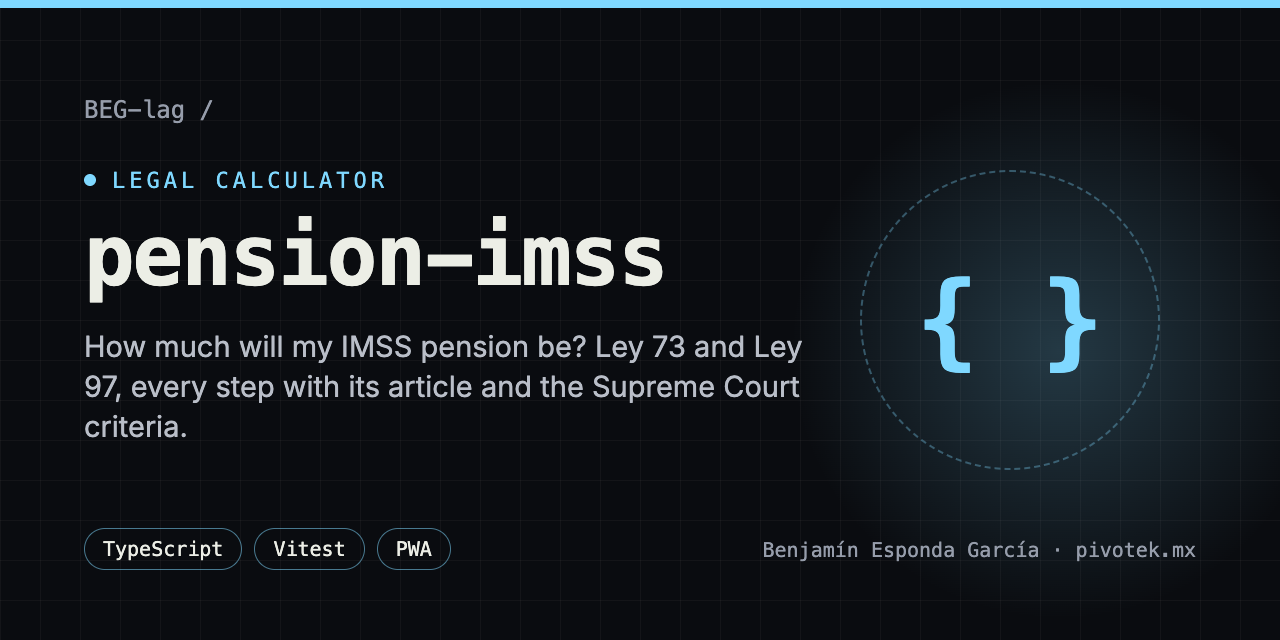 BEG-lag /
LEGAL CALCULATOR
pension-imss
How much will my IMSS pension be? Ley 73 and Ley
97, every step with its article and the Supreme Court
criteria.
{ }
TypeScript Vitest PWA
Benjamín Esponda García · pivotek.mx